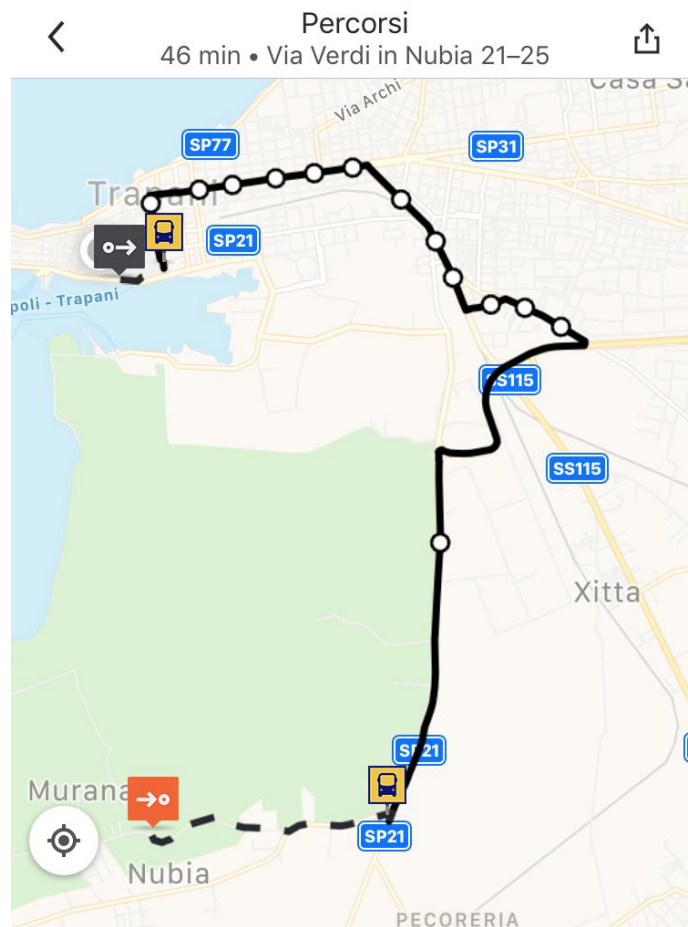 Percorsi
46 min • Via Verdi in Nubia 21–25
Casa Sa
Via Archi
SP77
SP31
Trapani
SP21
poli - Trapani
SS115
SS115
Xitta
SP21
Murana
SP21
Nubia
PECORERIA